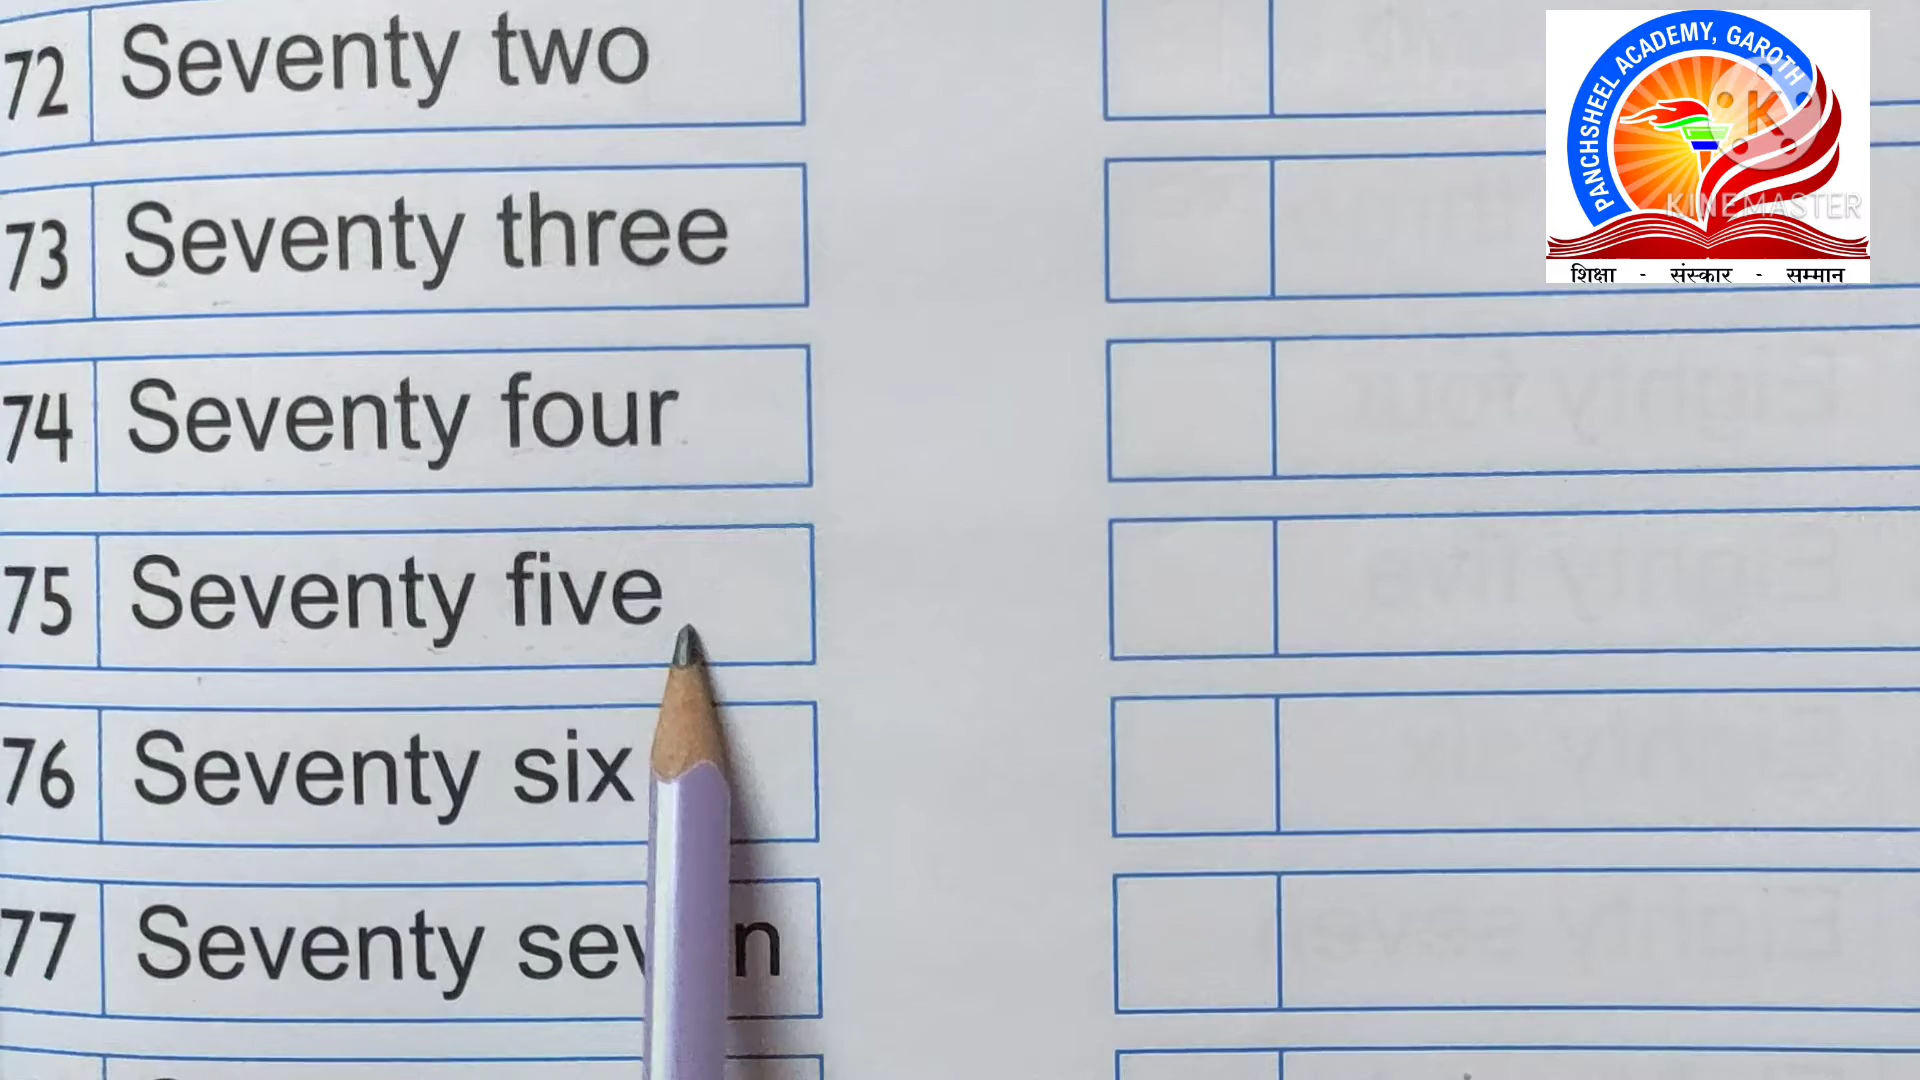 72 Seventy two
73 Seventy three
74 Seventy four
75 Seventy five
76 Seventy six
77 Seventy
PANCHSHEEL ACADEMY, GAROTH
K
KINEMASTER
शिक्षा - संस्कार - सम्मान